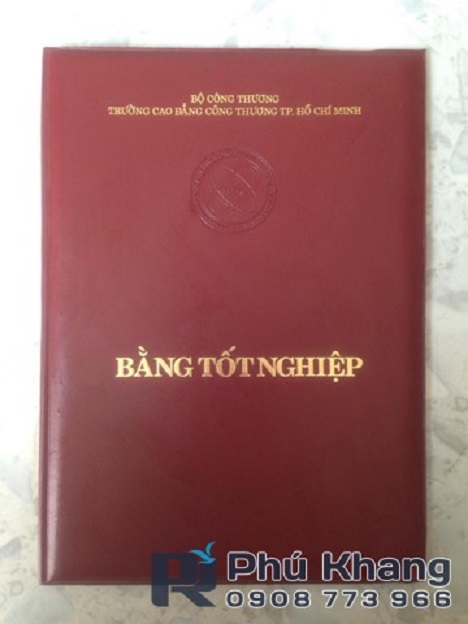 BỘ CÔNG THƯƠNG
TRƯỜNG CAO ĐẲNG CÔNG THƯƠNG TP. HỒ CHÍ MINH
BẰNG TỐT NGHIỆP
Phú Khang
0908 773 966